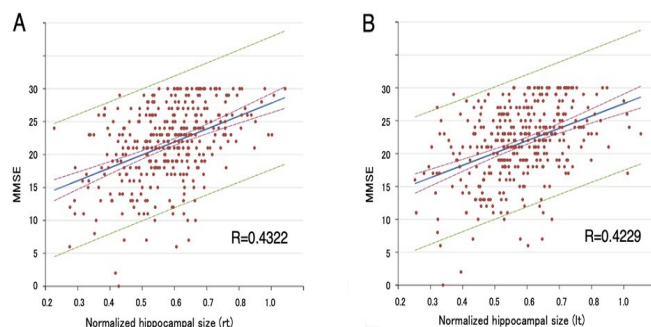 A
B
30
25
20
15
10
5
0
MMSE
R=0.4322
0.2 0.3 0.4 0.5 0.6 0.7 0.8 0.9 1.0
Normalized hippocampal size (rt)
30
25
20
15
10
5
0
MMSE
R=0.4229
0.2 0.3 0.4 0.5 0.6 0.7 0.8 0.9 1.0
Normalized hippocampal size (lt)